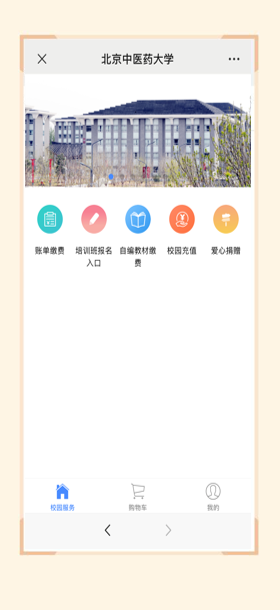 北京中医药大学
账单缴费
培训班报名
入口
自编教材缴
费
校园充值
爱心捐赠
校园服务
购物车
我的